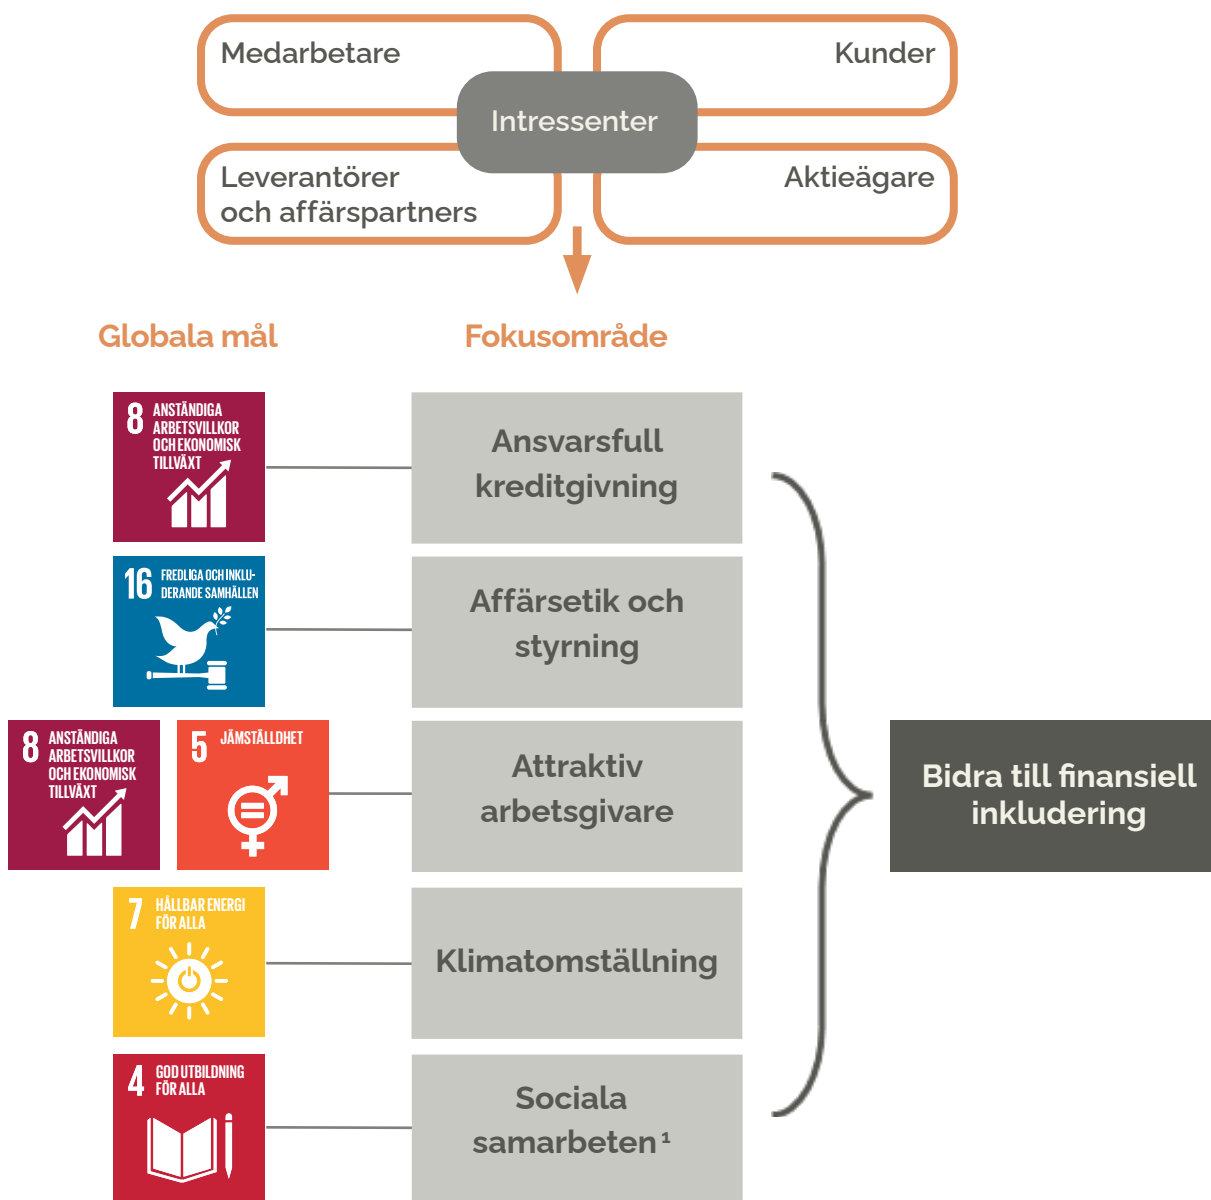 Medarbetare
Kunder
Intressenter
Leverantörer
och affärspartners
Aktieägare
Globala mål
Fokusområde
8 ANSTÄNDIGA
ARBETSVILLKOR
OCH EKONOMISK
TILLVÄXT
Ansvarsfull
kreditgivning
16 FREDLIGA OCH INKLU-
DERANDE SAMHÄLLEN
Affärsetik och
styrning
8 ANSTÄNDIGA
ARBETSVILLKOR
OCH EKONOMISK
TILLVÄXT
5 JÄMSTÄLLDHET
Attraktiv
arbetsgivare
Bidra till finansiell
inkludering
7 HÅLLBAR ENERGI
FÖR ALLA
Klimatomställning
4 GOD UTBILDNING
FÖR ALLA
Sociala
samarbeten ¹